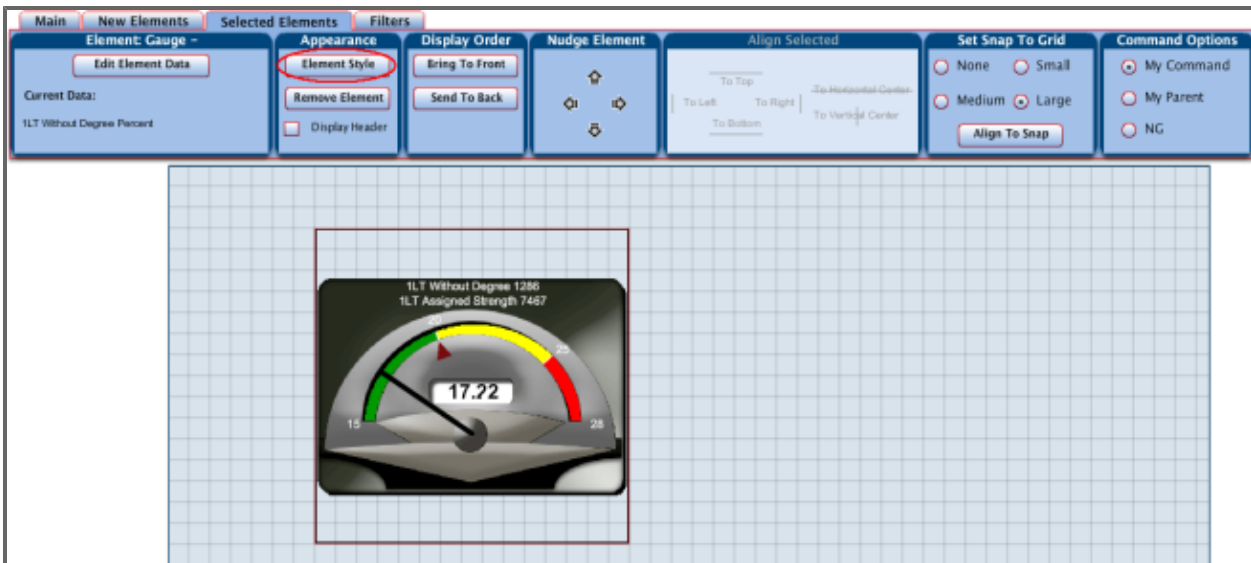 Main New Elements Selected Elements Filters
Element: Gauge -
Edit Element Data
Current Data:
1LT Without Degree Percent
Appearance
Element Style
Remove Element
Display Header
Display Order
Bring To Front
Send To Back
Nudge Element
Align Selected
To Top
To Left To Right
To Bottom
To Horizontal Center
To Vertical Center
Set Snap To Grid
None Small
Medium Large
Align To Snap
Command Options
My Command
My Parent
NG
1LT Without Degree 1286
1LT Assigned Strength 7467
20
25
17.22
15 28